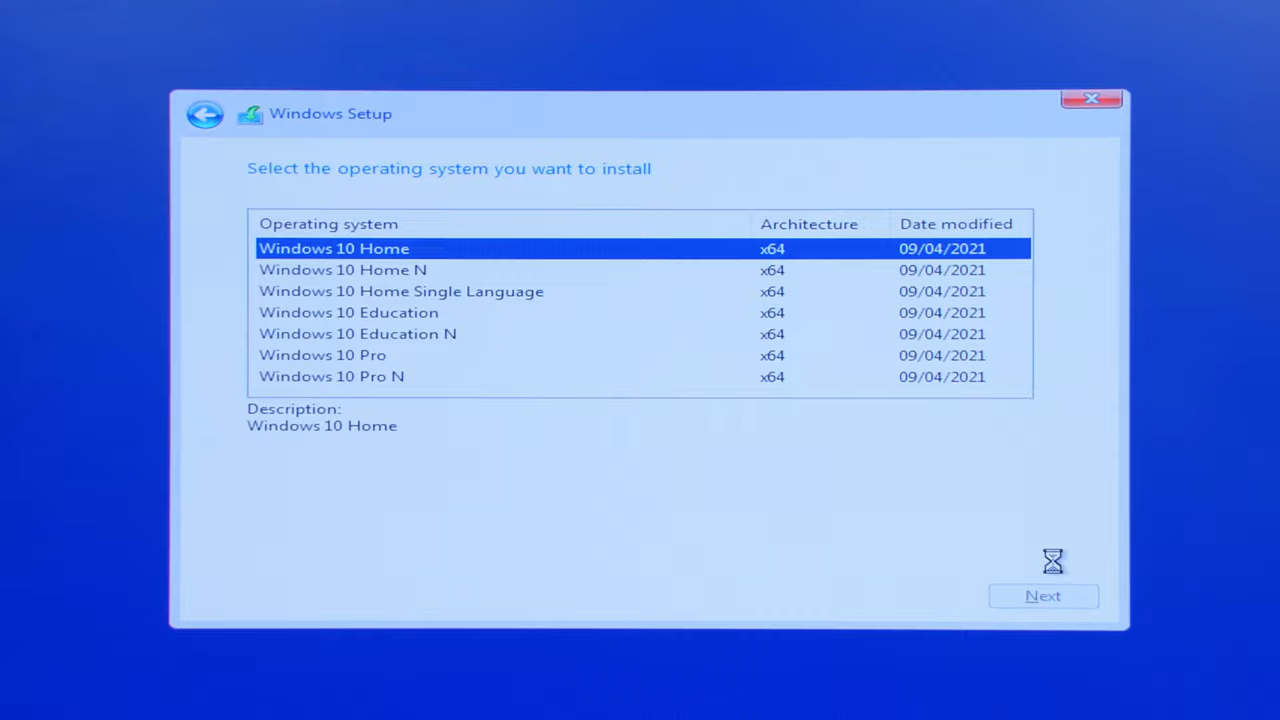 Windows Setup
Select the operating system you want to install
Operating system Architecture Date modified
Windows 10 Home x64 09/04/2021
Windows 10 Home N x64 09/04/2021
Windows 10 Home Single Language x64 09/04/2021
Windows 10 Education x64 09/04/2021
Windows 10 Education N x64 09/04/2021
Windows 10 Pro x64 09/04/2021
Windows 10 Pro N x64 09/04/2021
Description:
Windows 10 Home
Next